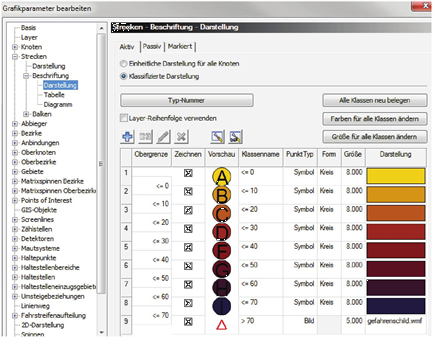 Grafikparameter bearbeiten
Basis
Layer
Knoten
Strecken
Darstellung
Beschriftung
Darstellung
Tabelle
Diagramm
Balken
Abbieger
Bezirke
Anbindungen
Oberknoten
Oberbezirke
Gebiete
Matrixspinnen Bezirke
Matrixspinnen Oberbezirke
Points of Interest
GIS-Objekte
Screenlines
Zählstellen
Detektoren
Mautsysteme
Haltepunkte
Haltestellenbereiche
Haltestellen
Haltestelleneinzugsgebiete
Umsteigebeziehungen
Linienweg
Fahrstreifenaufteilung
2D-Darstellung
Spinnen
Strecken - Beschriftung - Darstellung
Aktiv Passiv Markiert
Einheitliche Darstellung für alle Knoten
Klassifizierte Darstellung
Typ-Nummer
Alle Klassen neu belegen
Layer-Reihenfolge verwenden
Farben für alle Klassen ändern
Größe für alle Klassen ändern
Obergrenze Zeichnen Vorschau Klassenname PunktTyp Form Größe Darstellung
1 <= 0 A <= 0 Symbol Kreis 8.000
2 <= 10 B <= 10 Symbol Kreis 8.000
3 <= 20 C <= 20 Symbol Kreis 8.000
4 <= 30 D <= 30 Symbol Kreis 8.000
5 <= 40 E <= 40 Symbol Kreis 8.000
6 <= 50 F <= 50 Symbol Kreis 8.000
7 <= 60 G <= 60 Symbol Kreis 8.000
8 <= 70 <= 70 Symbol Kreis 8.000
9 > 70 Bild 5.000 gefahrenschild.wmf